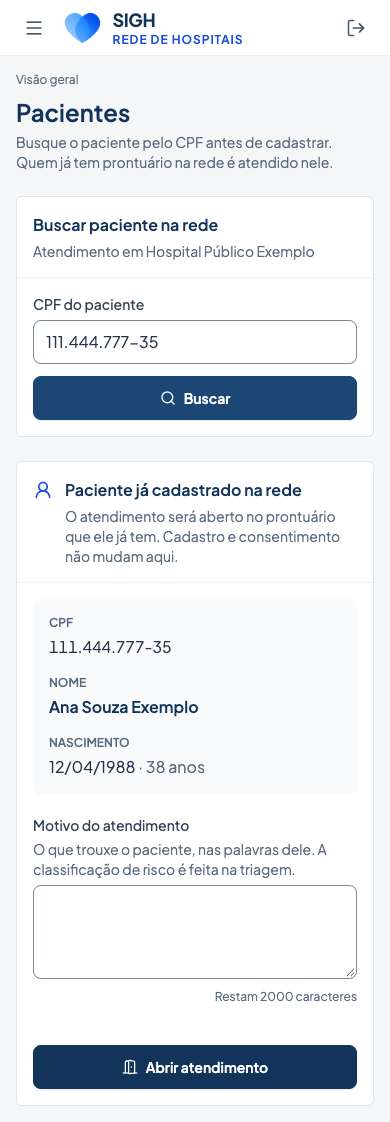 SIGH
REDE DE HOSPITAIS
Visão geral
Pacientes
Busque o paciente pelo CPF antes de cadastrar.
Quem já tem prontuário na rede é atendido nele.
Buscar paciente na rede
Atendimento em Hospital Público Exemplo
CPF do paciente
111.444.777-35
Buscar
Paciente já cadastrado na rede
O atendimento será aberto no prontuário
que ele já tem. Cadastro e consentimento
não mudam aqui.
CPF
111.444.777-35
NOME
Ana Souza Exemplo
NASCIMENTO
12/04/1988 · 38 anos
Motivo do atendimento
O que trouxe o paciente, nas palavras dele. A
classificação de risco é feita na triagem.
Restam 2000 caracteres
Abrir atendimento